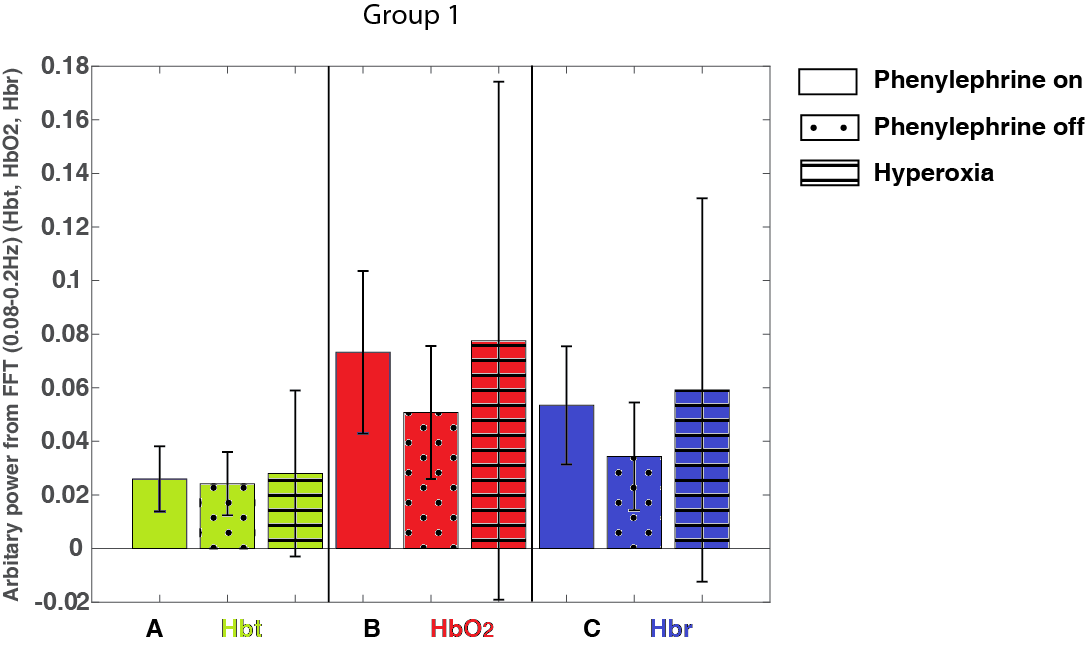 Group 1
Arbitary power from FFT (0.08-0.2Hz) (Hbt, HbO2, Hbr)
0.18
0.16
0.14
0.12
0.1
0.08
0.06
0.04
0.02
0
-0.02
A Hbt B HbO2 C Hbr
Phenylephrine on
Phenylephrine off
Hyperoxia